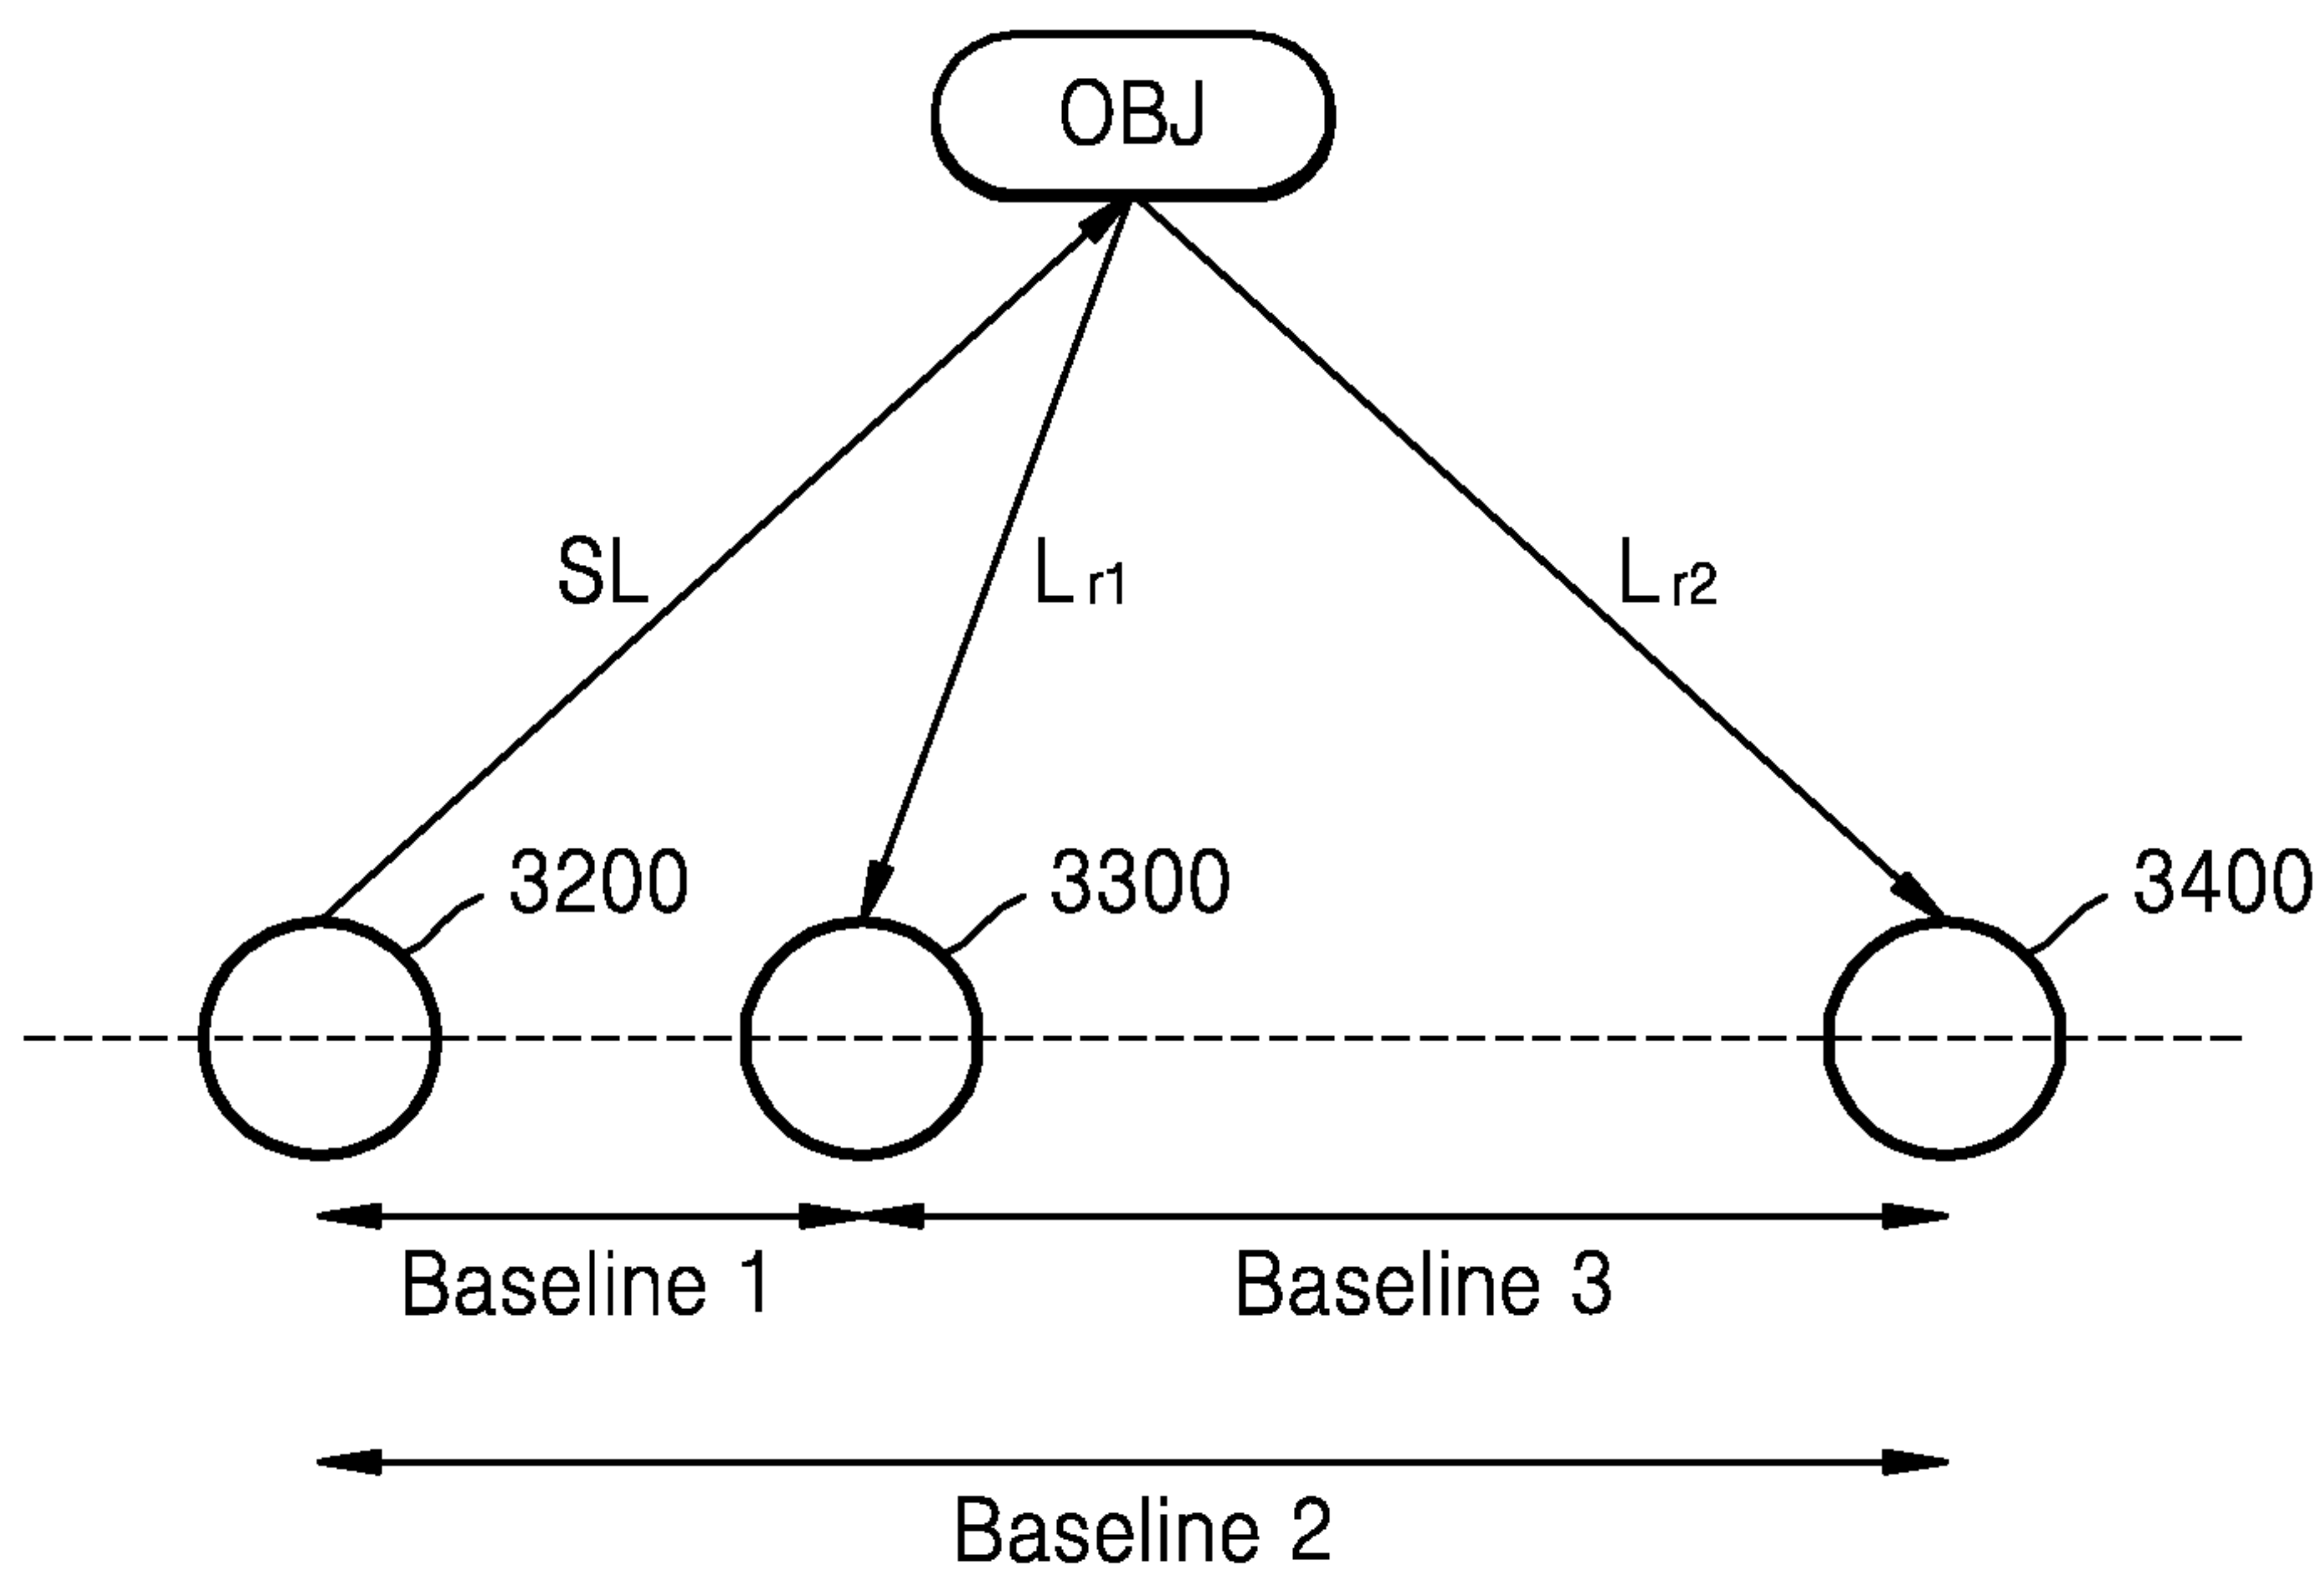 OBJ
SL
Lr1
Lr2
3200
3300
3400
Baseline 1
Baseline 3
Baseline 2